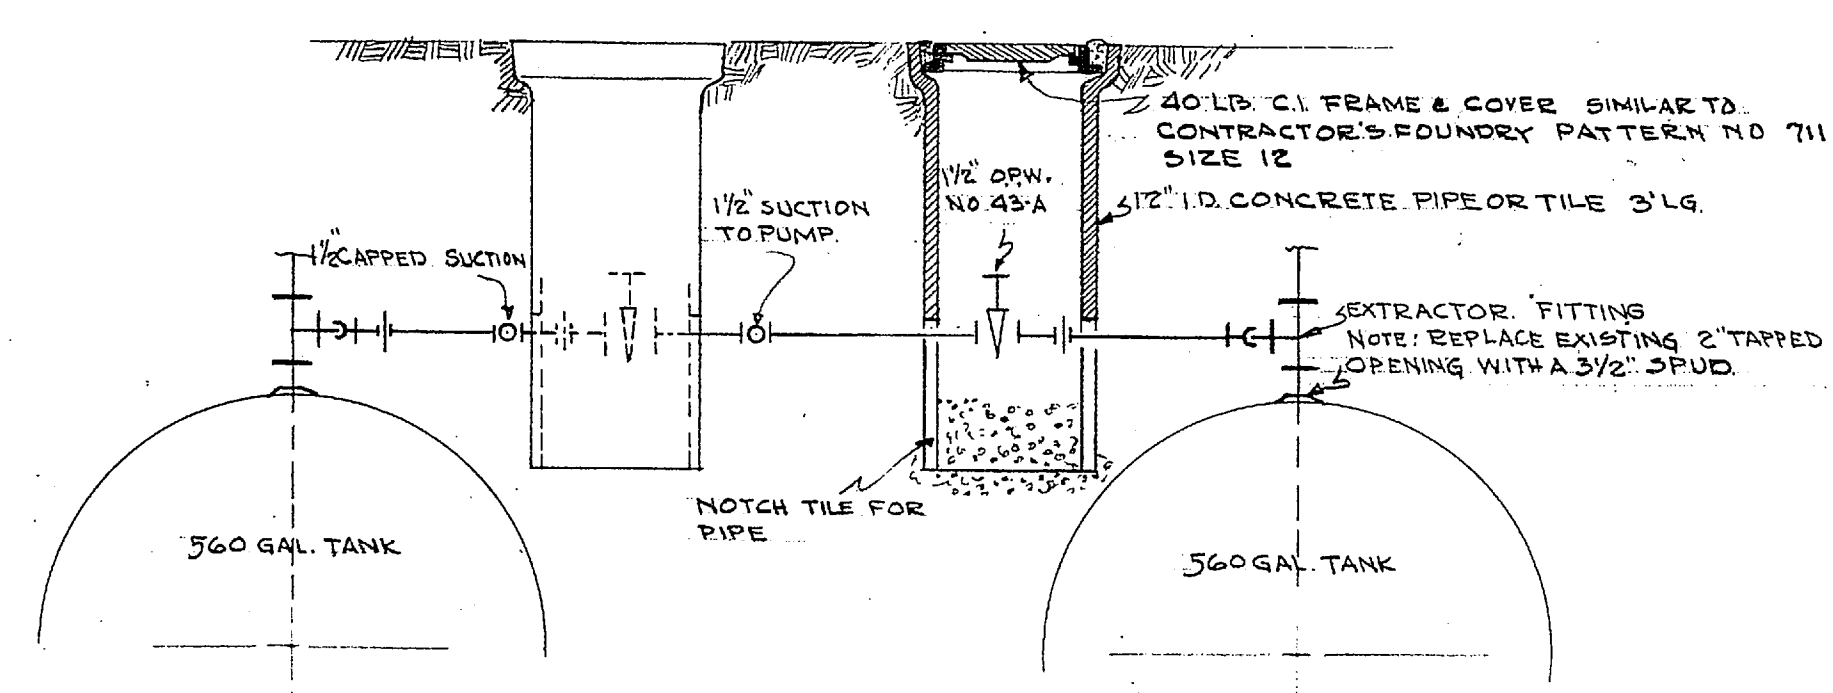 40 LB. C.I. FRAME & COVER SIMILAR TO
CONTRACTOR'S FOUNDRY PATTERN NO 711
SIZE 12
1½" O.P.W.
NO. 43-A
12" I.D. CONCRETE PIPE OR TILE 3' LG.
1½" SUCTION
TO PUMP.
1½" CAPPED SUCTION
EXTRACTOR FITTING
NOTE: REPLACE EXISTING 2" TAPPED
OPENING WITH A 3½" SPUD.
NOTCH TILE FOR
PIPE
560 GAL. TANK
560 GAL. TANK